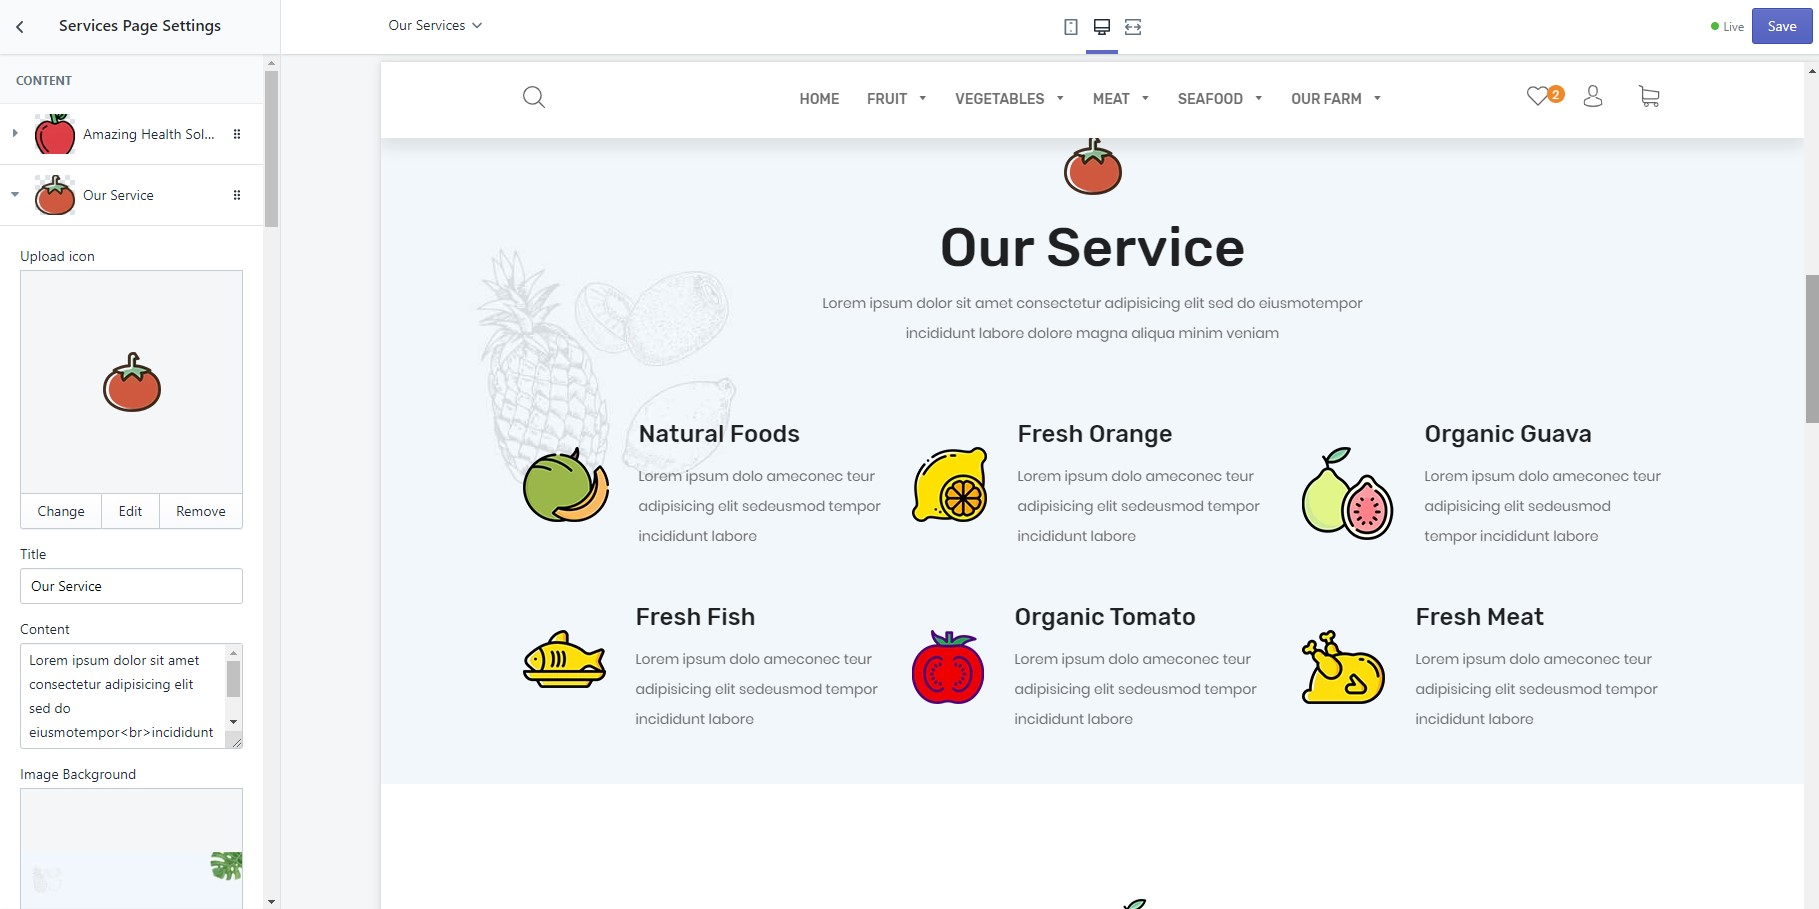 Services Page Settings
Our Services
Live
Save
CONTENT
Amazing Health Sol...
Our Service
Upload icon
Change
Edit
Remove
Title
Our Service
Content
Lorem ipsum dolor sit amet
consectetur adipisicing elit
sed do
eiusmotempor<br>incididunt
Image Background
HOME
FRUIT
VEGETABLES
MEAT
SEAFOOD
OUR FARM
2
Our Service
Lorem ipsum dolor sit amet consectetur adipisicing elit sed do eiusmotempor
incididunt labore dolore magna aliqua minim veniam
Natural Foods
Lorem ipsum dolo ameconec teur
adipisicing elit sedeusmod tempor
incididunt labore
Fresh Orange
Lorem ipsum dolo ameconec teur
adipisicing elit sedeusmod tempor
incididunt labore
Organic Guava
Lorem ipsum dolo ameconec teur
adipisicing elit sedeusmod
tempor incididunt labore
Fresh Fish
Lorem ipsum dolo ameconec teur
adipisicing elit sedeusmod tempor
incididunt labore
Organic Tomato
Lorem ipsum dolo ameconec teur
adipisicing elit sedeusmod tempor
incididunt labore
Fresh Meat
Lorem ipsum dolo ameconec teur
adipisicing elit sedeusmod tempor
incididunt labore